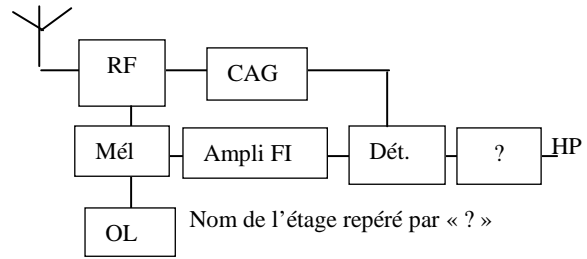 RF
CAG
Mél
Ampli FI
Dét.
?
HP
OL
Nom de l'étage repéré par « ? »